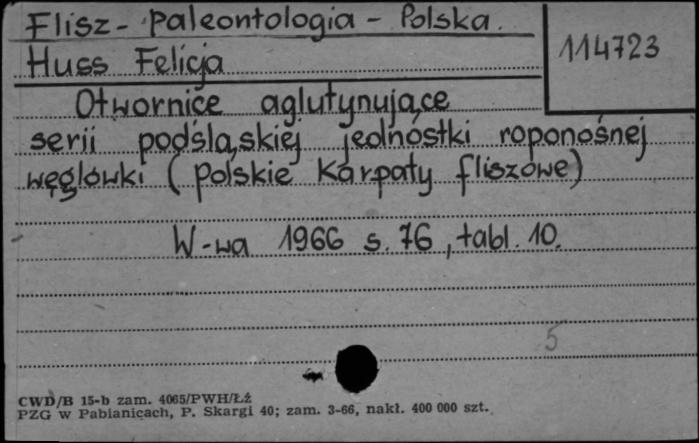 Flisz - Paleontologia - Polska.
114723
Huss Felicja
Otwornice aglutynujące
serii podśląskiej jednostki roponośnej
węglówki (polskie Karpaty fliszowe)
W-wa 1966 s. 76, tabl. 10.
5
CWD/B 15-b zam. 4065/PWH/Łź
PZG w Pabianicach, P. Skargi 40; zam. 3-66, nakł. 400 000 szt.